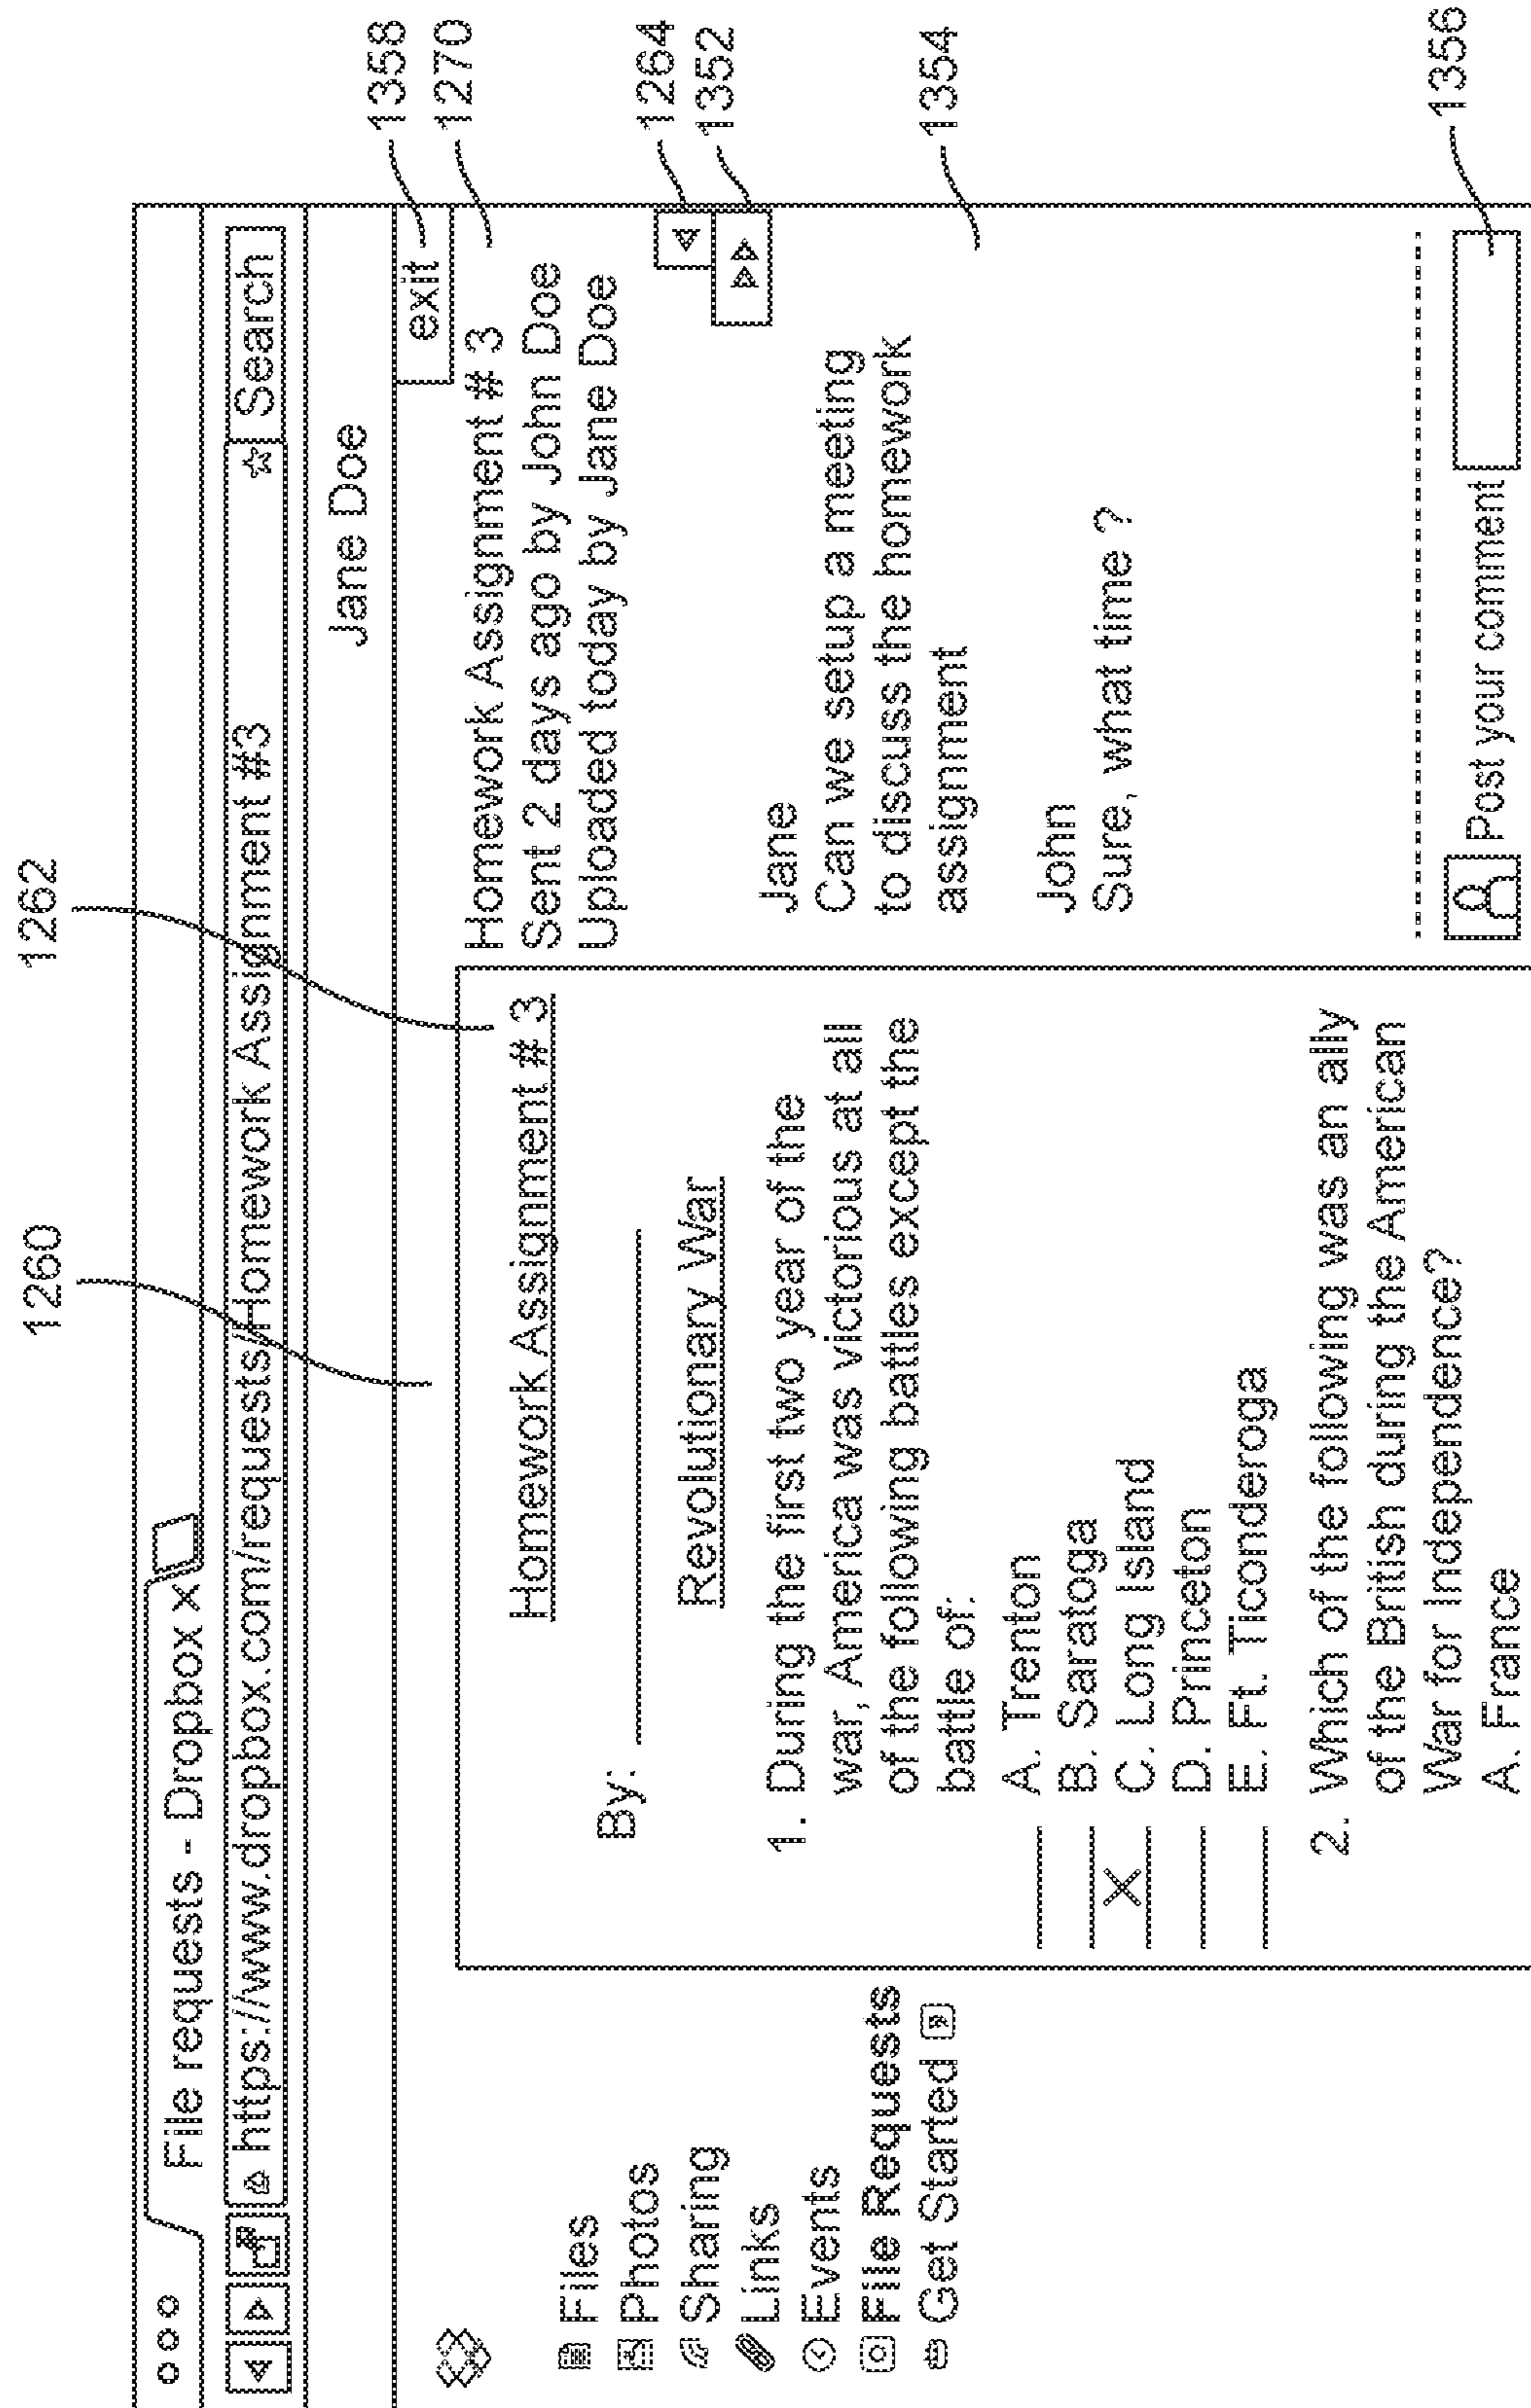 1260
1262
File requests - Dropbox x
https://www.dropbox.com/requests/Homework Assignment #3
Search
Jane Doe
exit
1358
1270
1264
1352
1354
1356
Files
Photos
Sharing
Links
Events
File Requests
Get Started
Homework Assignment # 3
By:
Revolutionary War
1. During the first two year of the
war, America was victorious at all
of the following battles except the
battle of:
A. Trenton
B. Saratoga
X C. Long Island
D. Princeton
E. Ft. Ticonderoga
2. Which of the following was an ally
of the British during the American
War for Independence?
A. France
Homework Assignment # 3
Sent 2 days ago by John Doe
Uploaded today by Jane Doe
Jane
Can we setup a meeting
to discuss the homework
assignment
John
Sure, what time ?
Post your comment